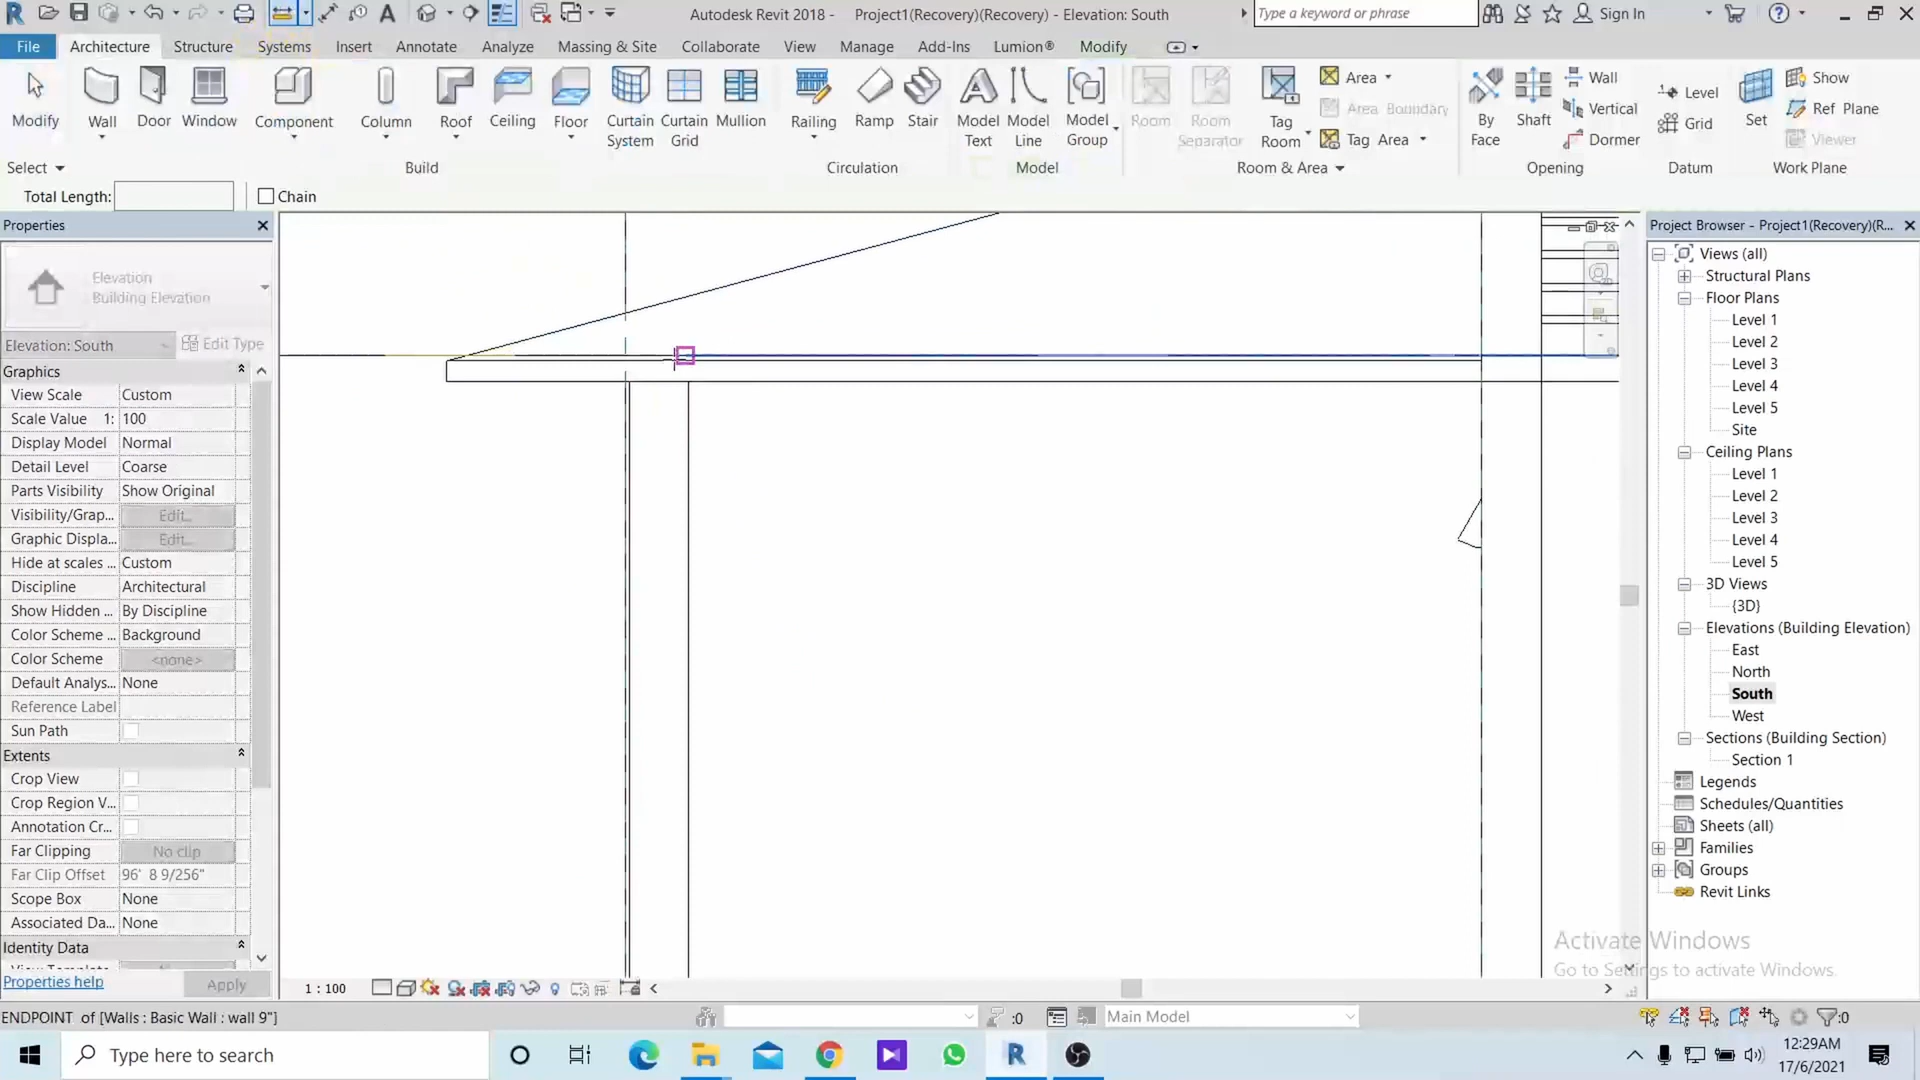 Autodesk Revit 2018 - Project1(Recovery)(Recovery) - Elevation: South
Type a keyword or phrase
Sign In
File Architecture Structure Systems Insert Annotate Analyze Massing & Site Collaborate View Manage Add-Ins Lumion® Modify
Modify Wall Door Window Component Column Roof Ceiling Floor Curtain System Curtain Grid Mullion Railing Ramp Stair Model Text Model Line Model Group Room Room Separator Tag Room
Area
Area Boundary
Tag Area
By Face
Shaft
Wall
Vertical
Dormer
Level
Grid
Set
Show
Ref Plane
Viewer
Select Build Circulation Model Room & Area Opening Datum Work Plane
Total Length: Chain
Properties
Elevation
Building Elevation
Elevation: South Edit Type
Graphics
View Scale Custom
Scale Value 1: 100
Display Model Normal
Detail Level Coarse
Parts Visibility Show Original
Visibility/Grap... Edit...
Graphic Displa... Edit...
Hide at scales ... Custom
Discipline Architectural
Show Hidden ... By Discipline
Color Scheme ... Background
Color Scheme <none>
Default Analys... None
Reference Label
Sun Path
Extents
Crop View
Crop Region V...
Annotation Cr...
Far Clipping No clip
Far Clip Offset 96' 8 9/256"
Scope Box None
Associated Da... None
Identity Data
Properties help Apply
1 : 100
Project Browser - Project1(Recovery)(R...
Views (all)
Structural Plans
Floor Plans
Level 1
Level 2
Level 3
Level 4
Level 5
Site
Ceiling Plans
Level 1
Level 2
Level 3
Level 4
Level 5
3D Views
{3D}
Elevations (Building Elevation)
East
North
South
West
Sections (Building Section)
Section 1
Legends
Schedules/Quantities
Sheets (all)
Families
Groups
Revit Links
Activate Windows
Go to Settings to activate Windows.
ENDPOINT of [Walls : Basic Wall : wall 9"]
:0
Main Model
:0
Type here to search
12:29AM
17/6/2021